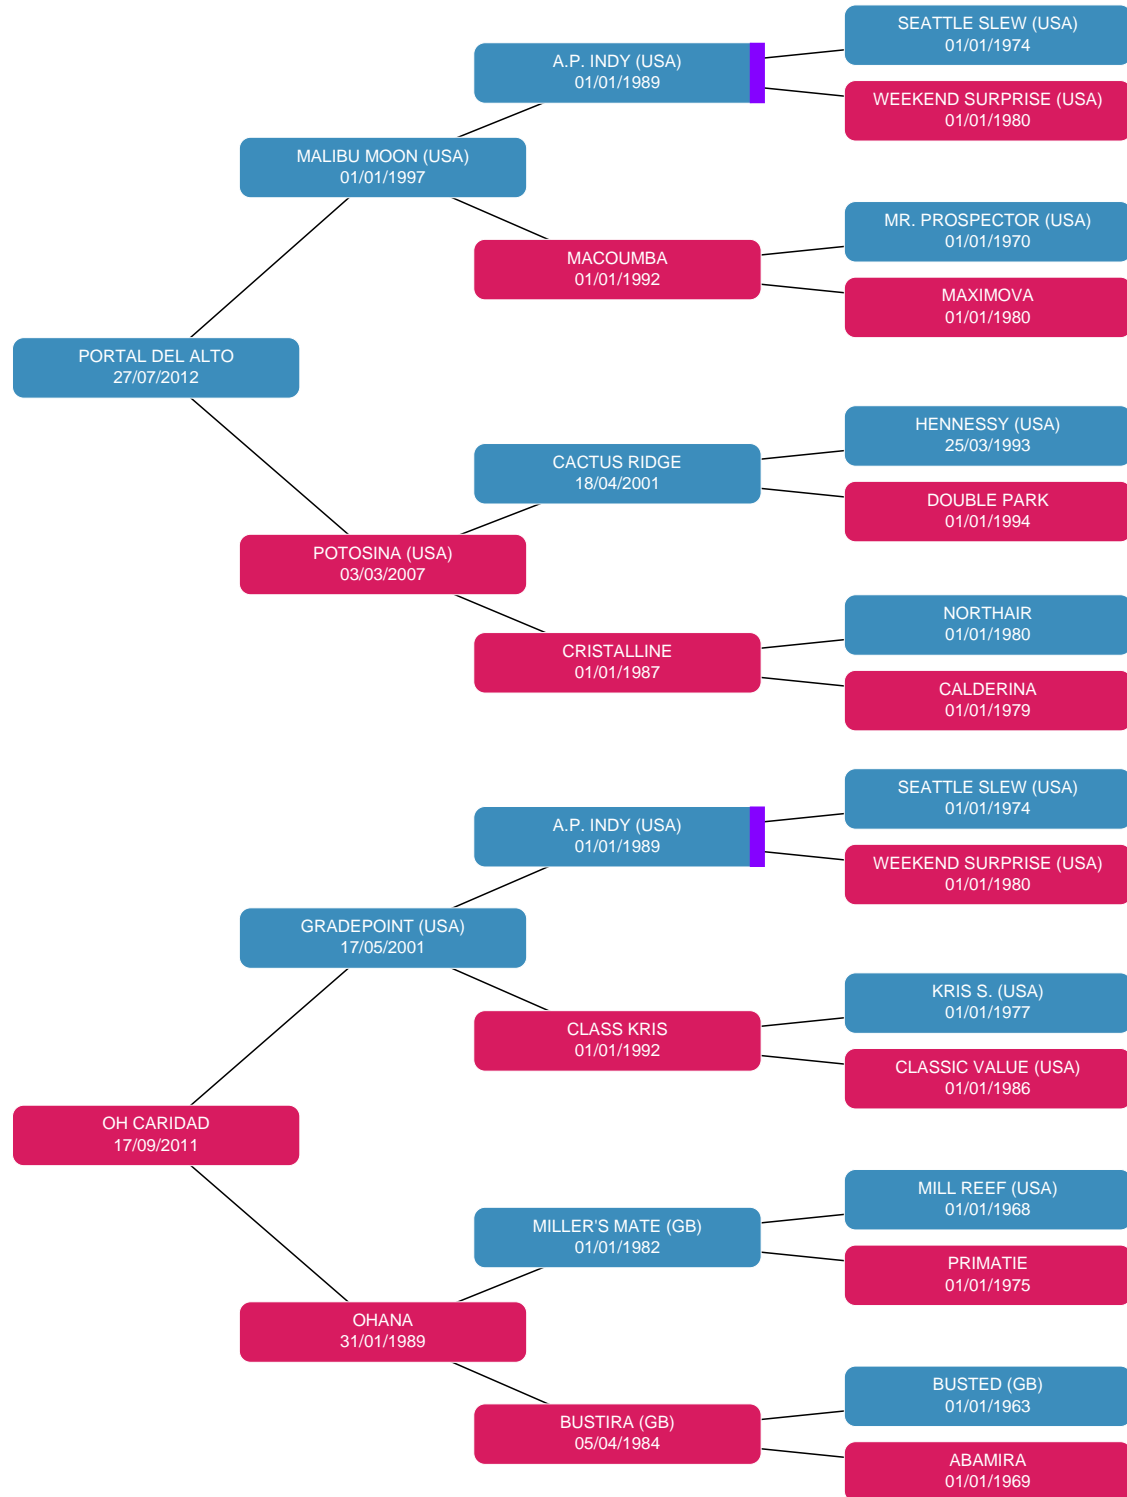 SEATTLE SLEW (USA)
01/01/1974
A.P. INDY (USA)
01/01/1989
WEEKEND SURPRISE (USA)
01/01/1980
MALIBU MOON (USA)
01/01/1997
MR. PROSPECTOR (USA)
01/01/1970
MACOUMBA
01/01/1992
MAXIMOVA
01/01/1980
PORTAL DEL ALTO
27/07/2012
HENNESSY (USA)
25/03/1993
CACTUS RIDGE
18/04/2001
DOUBLE PARK
01/01/1994
POTOSINA (USA)
03/03/2007
NORTHAIR
01/01/1980
CRISTALLINE
01/01/1987
CALDERINA
01/01/1979
SEATTLE SLEW (USA)
01/01/1974
A.P. INDY (USA)
01/01/1989
WEEKEND SURPRISE (USA)
01/01/1980
GRADEPOINT (USA)
17/05/2001
KRIS S. (USA)
01/01/1977
CLASS KRIS
01/01/1992
CLASSIC VALUE (USA)
01/01/1986
OH CARIDAD
17/09/2011
MILL REEF (USA)
01/01/1968
MILLER'S MATE (GB)
01/01/1982
PRIMATIE
01/01/1975
OHANA
31/01/1989
BUSTED (GB)
01/01/1963
BUSTIRA (GB)
05/04/1984
ABAMIRA
01/01/1969